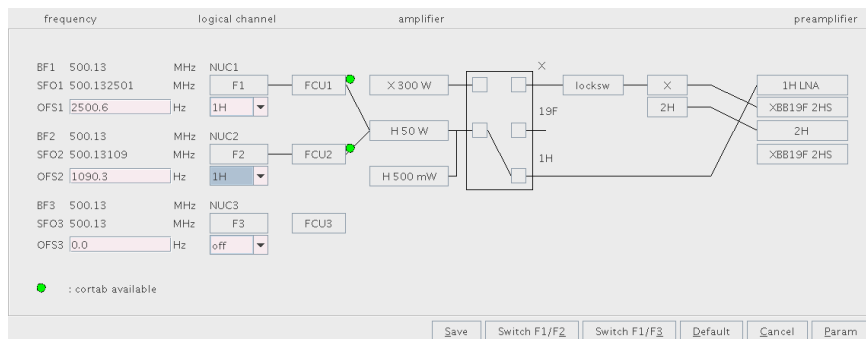 frequency logical channel amplifier preamplifier
BF1 500.13 MHz NUC1 X
SFO1 500.132501 MHz F1 FCU1 X 300 W locksw X 1H LNA
OFS1 2500.6 Hz 1H 19F 2H XBB19F 2HS
BF2 500.13 MHz NUC2 H 50 W 2H
SFO2 500.13109 MHz F2 FCU2 1H XBB19F 2HS
OFS2 1090.3 Hz 1H H 500 mW
BF3 500.13 MHz NUC3
SFO3 500.13 MHz F3 FCU3
OFS3 0.0 Hz off
: cortab available
Save Switch F1/F2 Switch F1/F3 Default Cancel Param